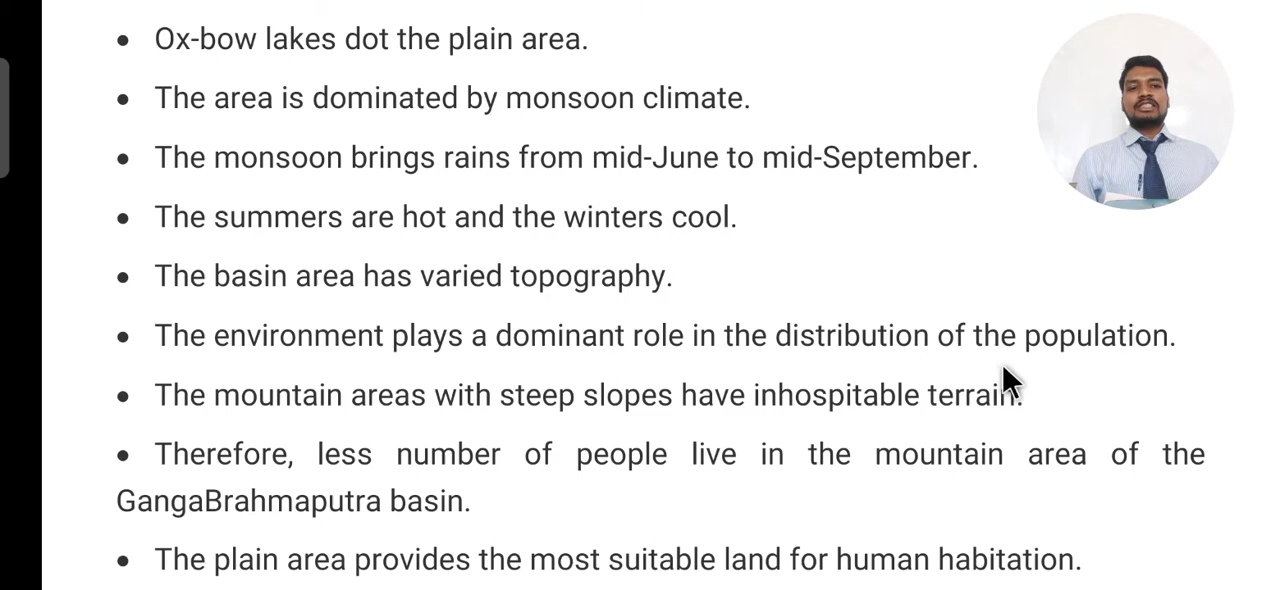 • Ox-bow lakes dot the plain area.
• The area is dominated by monsoon climate.
• The monsoon brings rains from mid-June to mid-September.
• The summers are hot and the winters cool.
• The basin area has varied topography.
• The environment plays a dominant role in the distribution of the population.
• The mountain areas with steep slopes have inhospitable terrain.
• Therefore, less number of people live in the mountain area of the
GangaBrahmaputra basin.
• The plain area provides the most suitable land for human habitation.